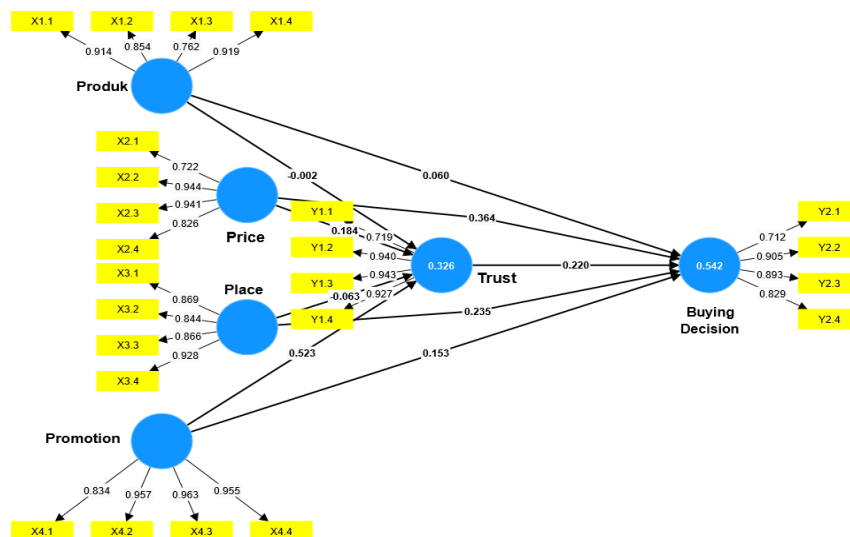 X1.1 X1.2 X1.3 X1.4
0.914 0.854 0.762 0.919
Produk
X2.1
0.722
X2.2
0.944
X2.3
0.941
X2.4
0.826
Price
X3.1
0.869
X3.2
0.844
X3.3
0.866
X3.4
0.928
Place
Promotion
0.834 0.957 0.963 0.955
X4.1 X4.2 X4.3 X4.4
-0.002
0.060
0.184
0.364
-0.063
0.235
0.523
0.153
Y1.1
0.719
Y1.2
0.940
Y1.3
0.943
Y1.4
0.927
0.326
Trust
0.220
0.542
Buying
Decision
Y2.1
0.712
Y2.2
0.905
Y2.3
0.893
Y2.4
0.829